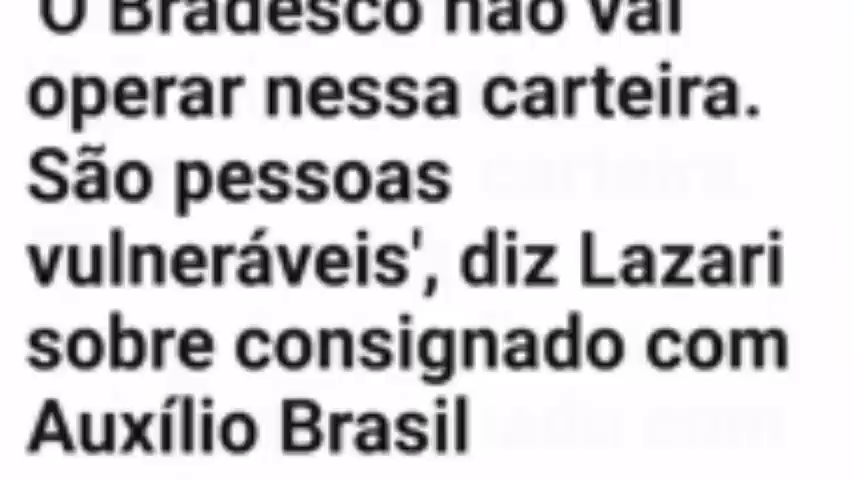 'O Bradesco não vai
operar nessa carteira.
São pessoas
vulneráveis', diz Lazari
sobre consignado com
Auxílio Brasil